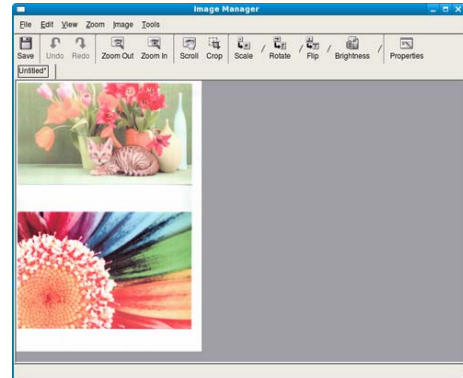 Image Manager
File Edit View Zoom Image Tools
Save Undo Redo Zoom Out Zoom In Scroll Crop Scale / Rotate / Flip / Brightness / Properties
Untitled*